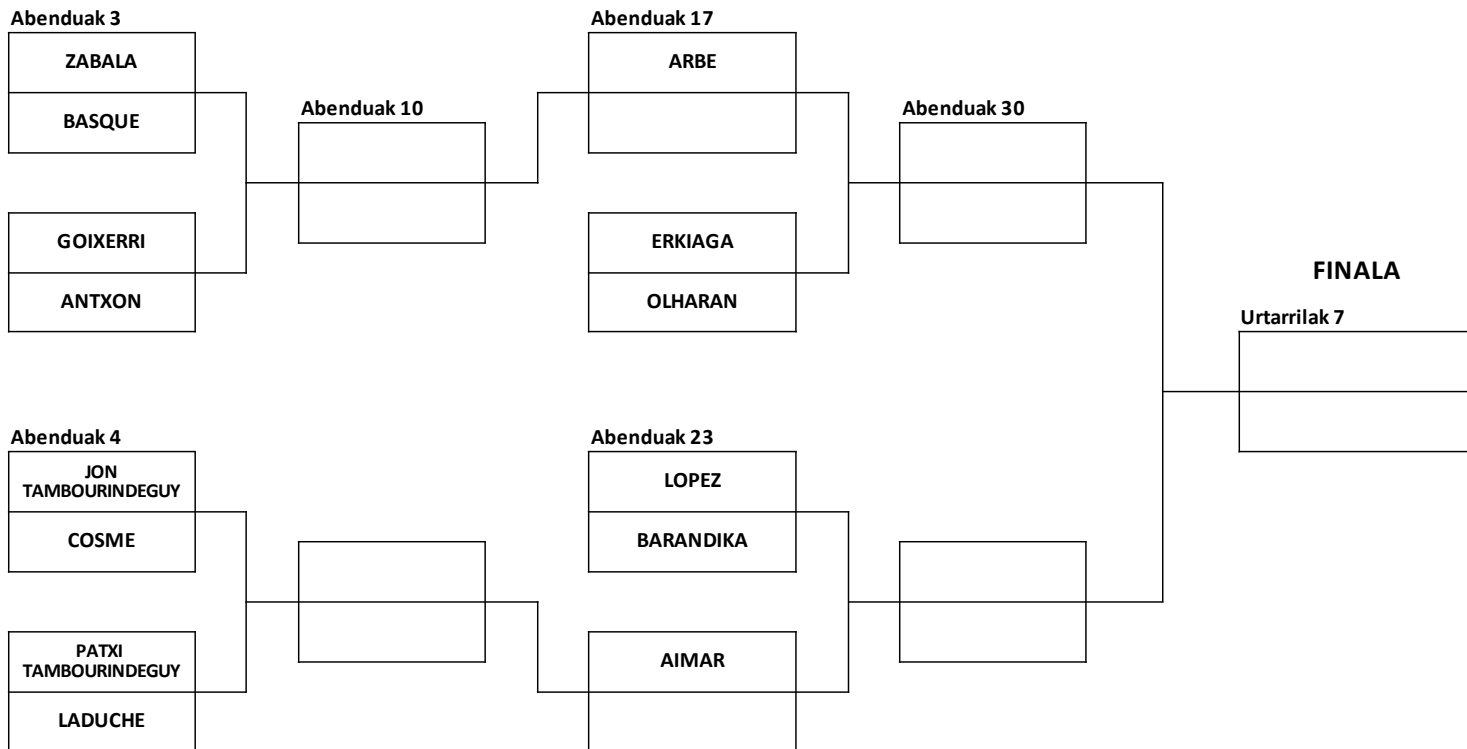 Abenduak 3
ZABALA
BASQUE
GOIXERRI
ANTXON
Abenduak 4
JON
TAMBOURINDEGUY
COSME
PATXI
TAMBOURINDEGUY
LADUCHE
Abenduak 10
Abenduak 17
ARBE
ERKIAGA
OLHARAN
Abenduak 23
LOPEZ
BARANDIKA
AIMAR
Abenduak 30
FINALA
Urtarrilak 7